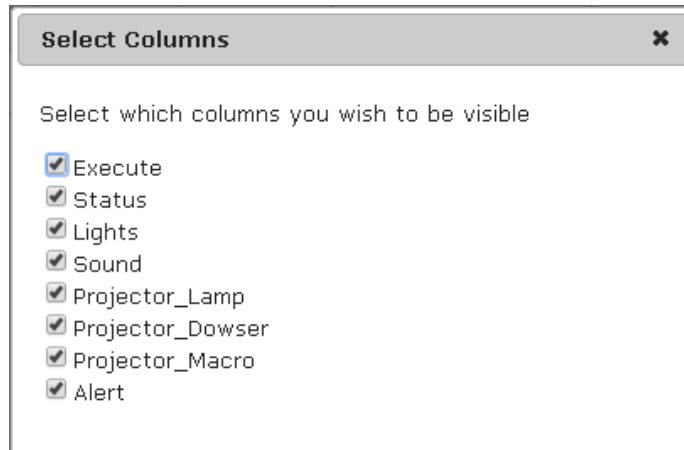 Select Columns
Select which columns you wish to be visible
Execute
Status
Lights
Sound
Projector_Lamp
Projector_Dowser
Projector_Macro
Alert